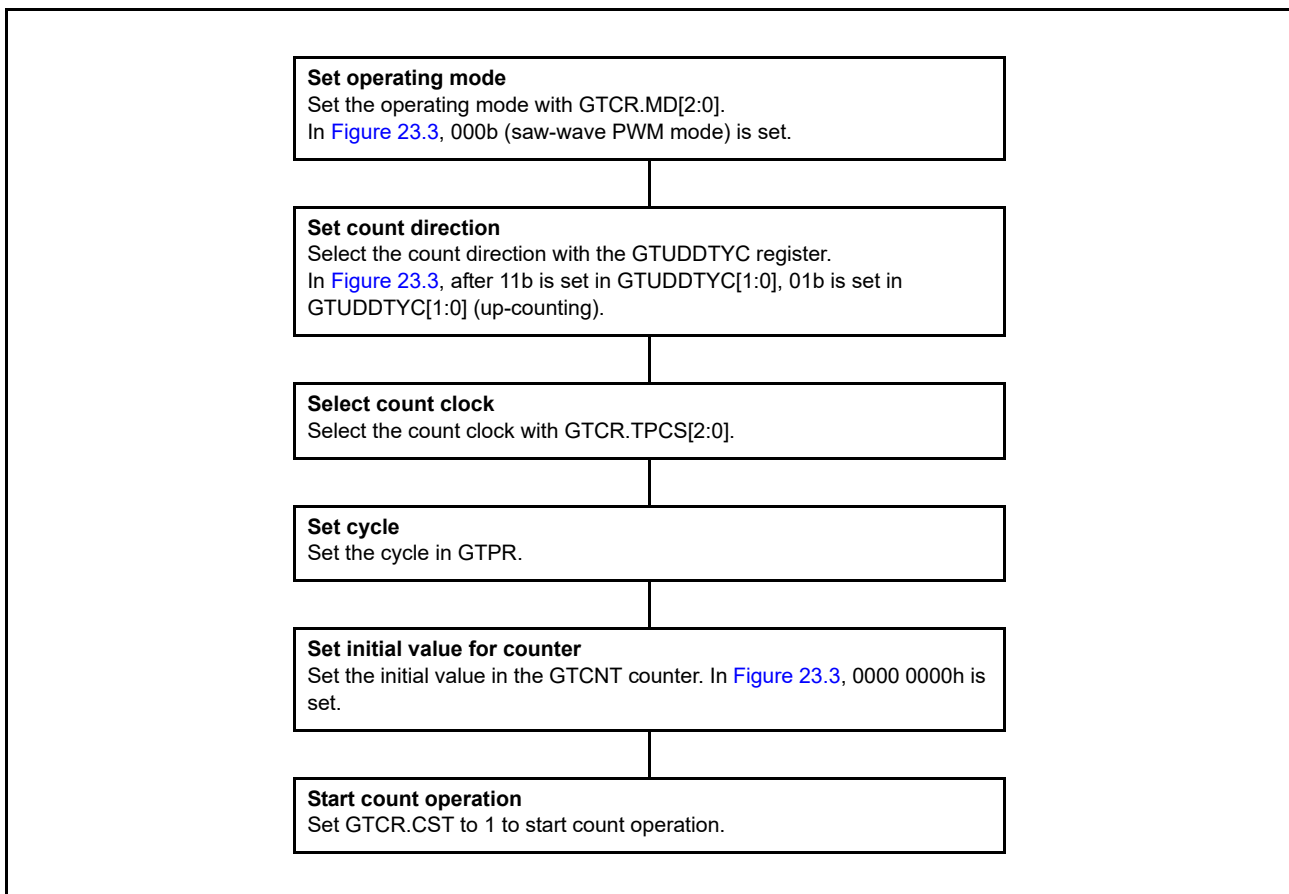 Set operating mode
Set the operating mode with GTCR.MD[2:0].
In Figure 23.3, 000b (saw-wave PWM mode) is set.
Set count direction
Select the count direction with the GTUDDTYC register.
In Figure 23.3, after 11b is set in GTUDDTYC[1:0], 01b is set in
GTUDDTYC[1:0] (up-counting).
Select count clock
Select the count clock with GTCR.TPCS[2:0].
Set cycle
Set the cycle in GTPR.
Set initial value for counter
Set the initial value in the GTCNT counter. In Figure 23.3, 0000 0000h is
set.
Start count operation
Set GTCR.CST to 1 to start count operation.